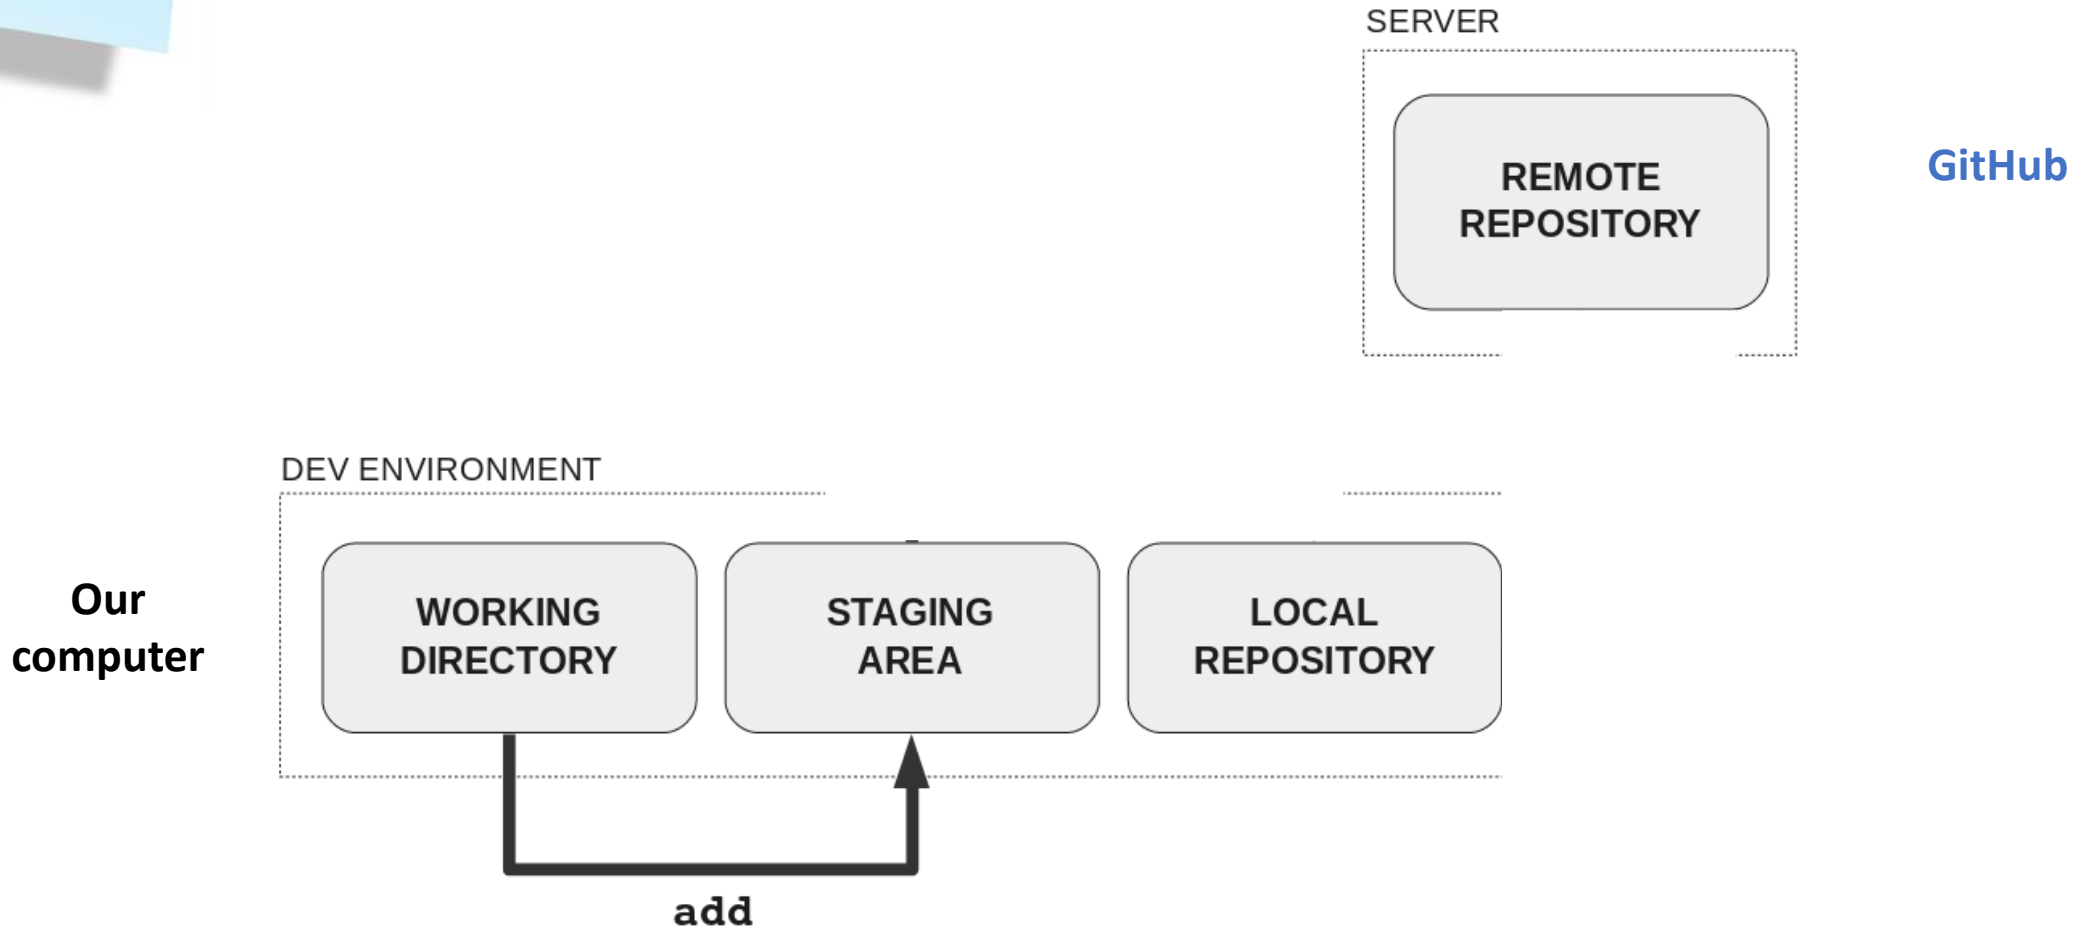 SERVER
REMOTE
REPOSITORY
GitHub
DEV ENVIRONMENT
Our
computer
WORKING
DIRECTORY
STAGING
AREA
LOCAL
REPOSITORY
add